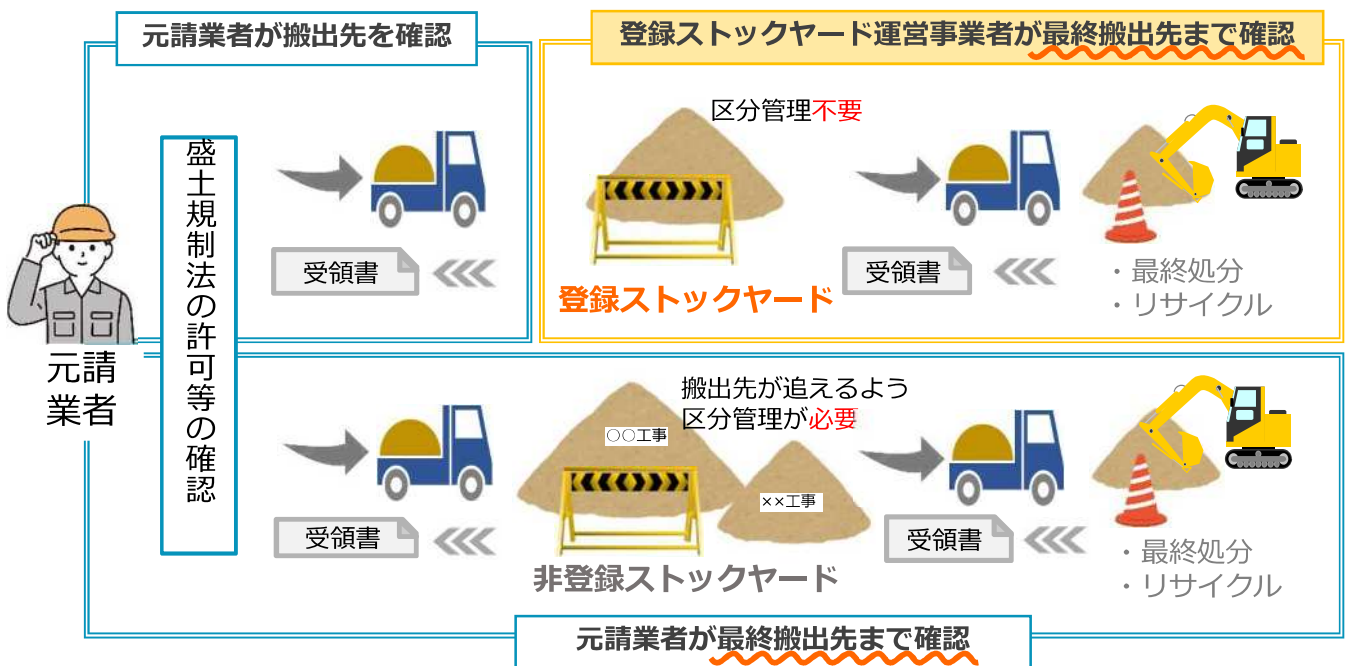 元請業者が搬出先を確認
登録ストックヤード運営事業者が最終搬出先まで確認
元請
業者
盛土規制法の許可等の確認
受領書
区分管理不要
登録ストックヤード
受領書
・最終処分
・リサイクル
受領書
搬出先が追えるよう
区分管理が必要
○○工事
××工事
非登録ストックヤード
受領書
・最終処分
・リサイクル
元請業者が最終搬出先まで確認